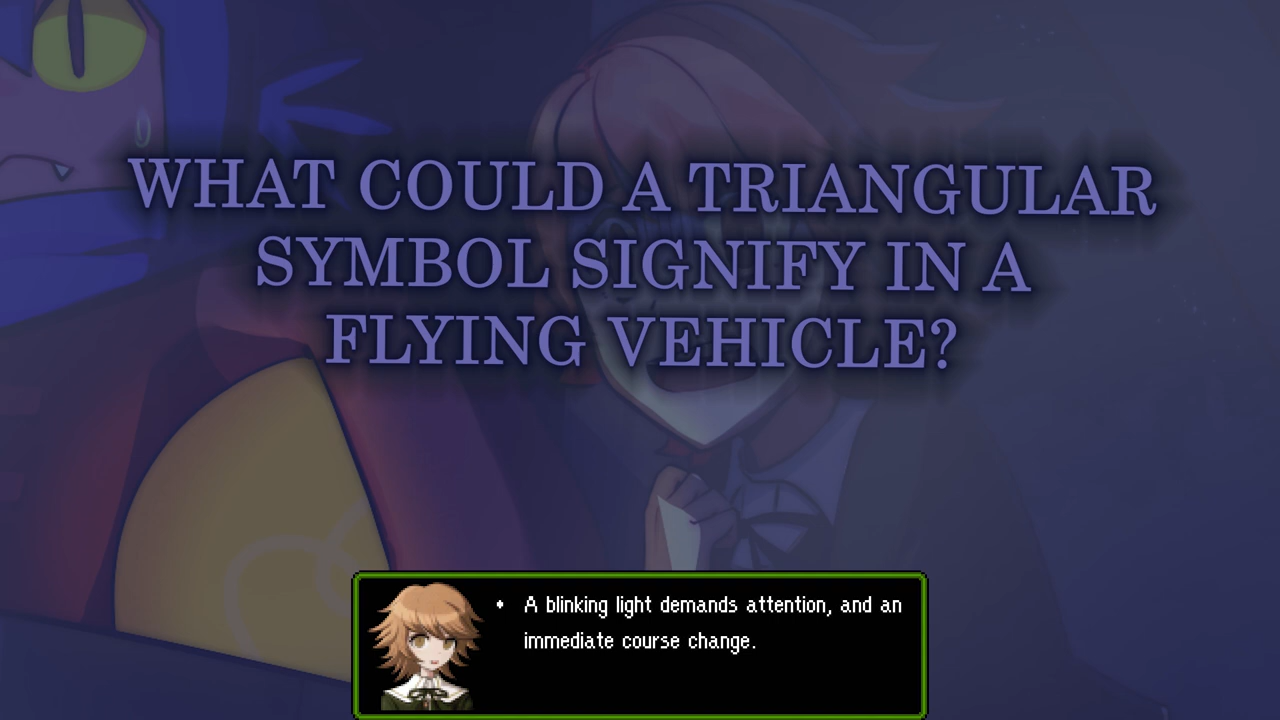 WHAT COULD A TRIANGULAR
SYMBOL SIGNIFY IN A
FLYING VEHICLE?
• A blinking light demands attention, and an
immediate course change.